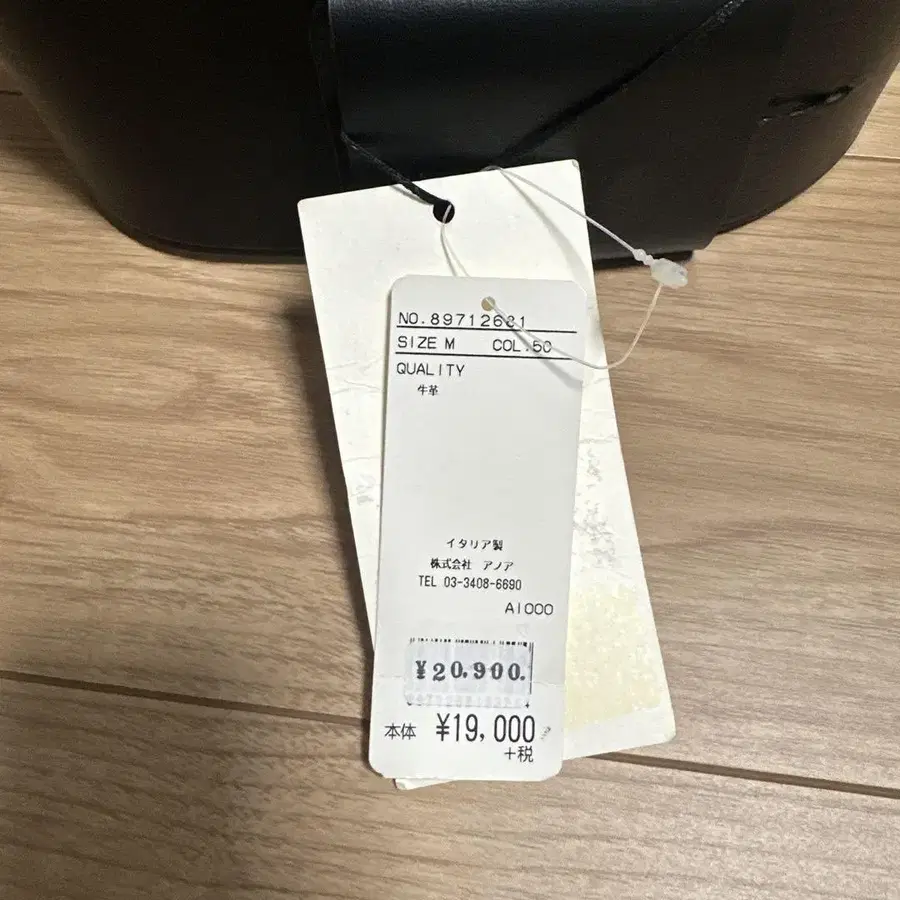 NO.89712631
SIZE M COL.50
QUALITY
牛革
イタリア製
株式会社 アノア
TEL 03-3408-6690
A1000
¥20,900.
本体 ¥19,000
+税